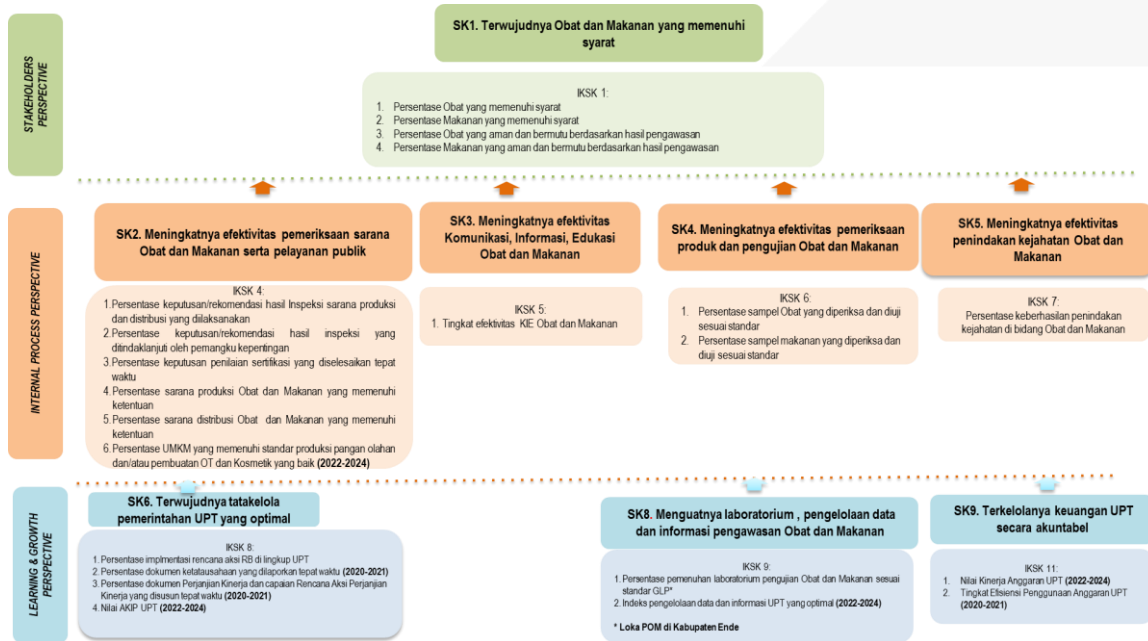 STAKEHOLDERS
PERSPECTIVE
SK1. Terwujudnya Obat dan Makanan yang memenuhi
syarat
IKSK 1:
1. Persentase Obat yang memenuhi syarat
2. Persentase Makanan yang memenuhi syarat
3. Persentase Obat yang aman dan bermutu berdasarkan hasil pengawasan
4. Persentase Makanan yang aman dan bermutu berdasarkan hasil pengawasan
INTERNAL PROCESS PERSPECTIVE
SK2. Meningkatnya efektivitas pemeriksaan sarana
Obat dan Makanan serta pelayanan publik
IKSK 4:
1.Persentase keputusan/rekomendasi hasil Inspeksi sarana produksi
dan distribusi yang dilaksanakan
2.Persentase keputusan/rekomendasi hasil inspeksi yang
ditindaklanjuti oleh pemangku kepentingan
3.Persentase keputusan penilaian sertifikasi yang diselesaikan tepat
waktu
4.Persentase sarana produksi Obat dan Makanan yang memenuhi
ketentuan
5.Persentase sarana distribusi Obat dan Makanan yang memenuhi
ketentuan
6.Persentase UMKM yang memenuhi standar produksi pangan olahan
dan/atau pembuatan OT dan Kosmetik yang baik (2022-2024)
SK3. Meningkatnya efektivitas
Komunikasi, Informasi, Edukasi
Obat dan Makanan
IKSK 5:
1. Tingkat efektivitas KIE Obat dan Makanan
SK4. Meningkatnya efektivitas pemeriksaan
produk dan pengujian Obat dan Makanan
IKSK 6:
1. Persentase sampel Obat yang diperiksa dan diuji
sesuai standar
2. Persentase sampel makanan yang diperiksa dan
diuji sesuai standar
SK5. Meningkatnya efektivitas
penindakan kejahatan Obat dan
Makanan
IKSK 7:
Persentase keberhasilan penindakan
kejahatan di bidang Obat dan Makanan
LEARNING & GROWTH
PERSPECTIVE
SK6. Terwujudnya tatakelola
pemerintahan UPT yang optimal
IKSK 8:
1. Persentase implmentasi rencana aksi RB di lingkup UPT
2. Persentase dokumen ketatausahaan yang dilaporkan tepat waktu (2020-2021)
3. Persentase dokumen Perjanjian Kinerja dan capaian Rencana Aksi Perjanjian
Kinerja yang disusun tepat waktu (2020-2021)
4. Nilai AKIP UPT (2022-2024)
SK8. Menguatnya laboratorium , pengelolaan data
dan informasi pengawasan Obat dan Makanan
IKSK 9:
1. Persentase pemenuhan laboratorium pengujian Obat dan Makanan sesuai
standar GLP*
2. Indeks pengelolaan data dan informasi UPT yang optimal (2022-2024)
* Loka POM di Kabupaten Ende
SK9. Terkelolanya keuangan UPT
secara akuntabel
IKSK 11:
1. Nilai Kinerja Anggaran UPT (2022-2024)
2. Tingkat Efisiensi Penggunaan Anggaran UPT
(2020-2021)